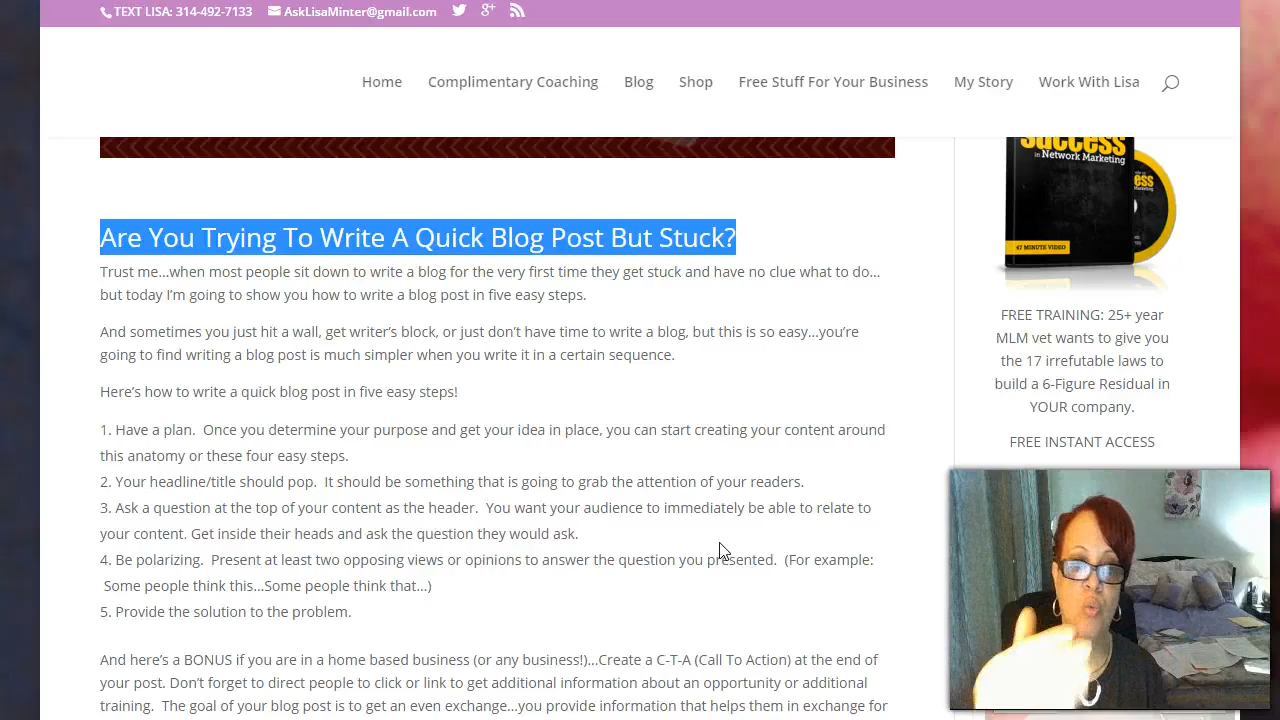 TEXT LISA: 314-492-7133 AskLisaMinter@gmail.com
Home Complimentary Coaching Blog Shop Free Stuff For Your Business My Story Work With Lisa
Success
in Network Marketing
47 MINUTE VIDEO
Are You Trying To Write A Quick Blog Post But Stuck?
Trust me…when most people sit down to write a blog for the very first time they get stuck and have no clue what to do…
but today I’m going to show you how to write a blog post in five easy steps.
And sometimes you just hit a wall, get writer’s block, or just don’t have time to write a blog, but this is so easy…you’re
going to find writing a blog post is much simpler when you write it in a certain sequence.
Here’s how to write a quick blog post in five easy steps!
1. Have a plan.  Once you determine your purpose and get your idea in place, you can start creating your content around
this anatomy or these four easy steps.
2. Your headline/title should pop.  It should be something that is going to grab the attention of your readers.
3. Ask a question at the top of your content as the header.  You want your audience to immediately be able to relate to
your content. Get inside their heads and ask the question they would ask.
4. Be polarizing.  Present at least two opposing views or opinions to answer the question you presented.  (For example:
Some people think this…Some people think that…)
5. Provide the solution to the problem.
And here’s a BONUS if you are in a home based business (or any business!)…Create a C-T-A (Call To Action) at the end of
your post. Don’t forget to direct people to click or link to get additional information about an opportunity or additional
training.  The goal of your blog post is to get an even exchange…you provide information that helps them in exchange for
FREE TRAINING: 25+ year
MLM vet wants to give you
the 17 irrefutable laws to
build a 6-Figure Residual in
YOUR company.
FREE INSTANT ACCESS